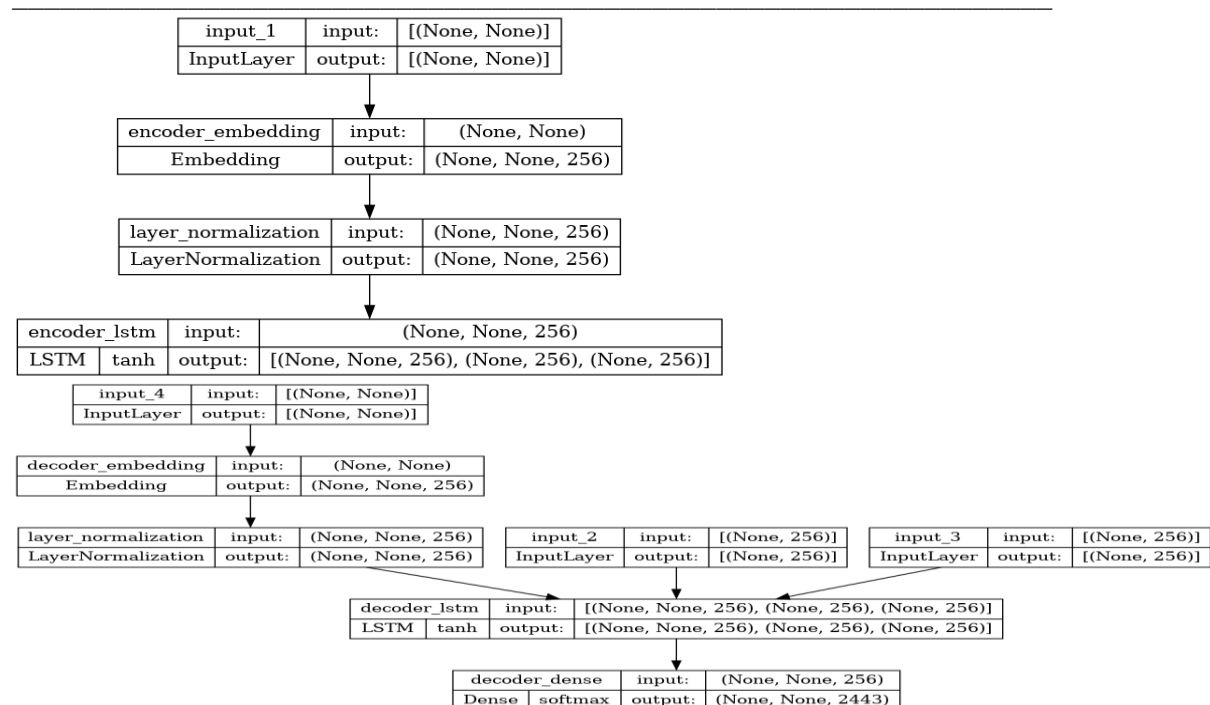 input_1 input: [(None, None)]
InputLayer output: [(None, None)]
encoder_embedding input: (None, None)
Embedding output: (None, None, 256)
layer_normalization input: (None, None, 256)
LayerNormalization output: (None, None, 256)
encoder_lstm input: (None, None, 256)
LSTM tanh output: [(None, None, 256), (None, 256), (None, 256)]
input_4 input: [(None, None)]
InputLayer output: [(None, None)]
decoder_embedding input: (None, None)
Embedding output: (None, None, 256)
layer_normalization input: (None, None, 256) input_2 input: [(None, 256)] input_3 input: [(None, 256)]
LayerNormalization output: (None, None, 256) InputLayer output: [(None, 256)] InputLayer output: [(None, 256)]
decoder_lstm input: [(None, None, 256), (None, 256), (None, 256)]
LSTM tanh output: [(None, None, 256), (None, 256), (None, 256)]
decoder_dense input: (None, None, 256)
Dense softmax output: (None, None, 2443)